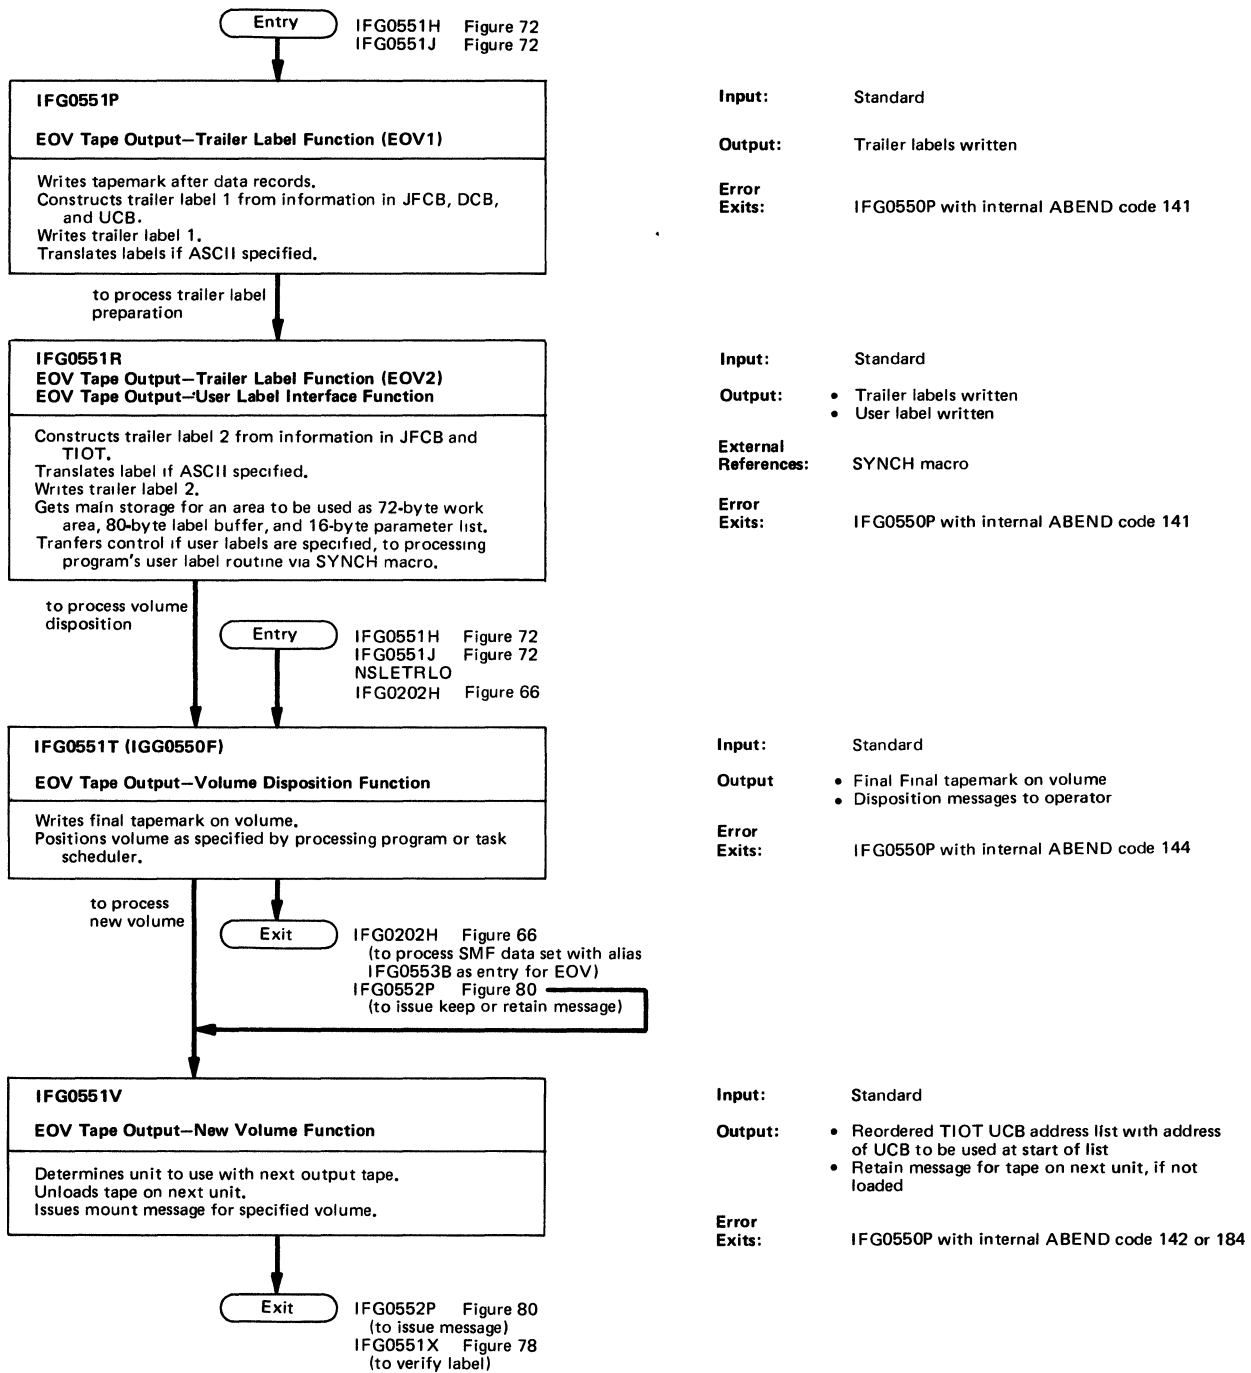 Entry
IFG0551H Figure 72
IFG0551J Figure 72
IFG0551P
EOV Tape Output—Trailer Label Function (EOV1)
Writes tapemark after data records.
Constructs trailer label 1 from information in JFCB, DCB,
and UCB.
Writes trailer label 1.
Translates labels if ASCII specified.
Input: Standard
Output: Trailer labels written
Error
Exits: IFG0550P with internal ABEND code 141
to process trailer label
preparation
IFG0551R
EOV Tape Output—Trailer Label Function (EOV2)
EOV Tape Output—User Label Interface Function
Constructs trailer label 2 from information in JFCB and
TIOT.
Translates label if ASCII specified.
Writes trailer label 2.
Gets main storage for an area to be used as 72-byte work
area, 80-byte label buffer, and 16-byte parameter list.
Tranfers control if user labels are specified, to processing
program's user label routine via SYNCH macro.
Input: Standard
Output: • Trailer labels written
• User label written
External
References: SYNCH macro
Error
Exits: IFG0550P with internal ABEND code 141
to process volume
disposition
Entry
IFG0551H Figure 72
IFG0551J Figure 72
NSLETRLO
IFG0202H Figure 66
IFG0551T (IGG0550F)
EOV Tape Output—Volume Disposition Function
Writes final tapemark on volume.
Positions volume as specified by processing program or task
scheduler.
Input: Standard
Output • Final Final tapemark on volume
• Disposition messages to operator
Error
Exits: IFG0550P with internal ABEND code 144
to process
new volume
Exit
IFG0202H Figure 66
(to process SMF data set with alias
IFG0553B as entry for EOV)
IFG0552P Figure 80
(to issue keep or retain message)
IFG0551V
EOV Tape Output—New Volume Function
Determines unit to use with next output tape.
Unloads tape on next unit.
Issues mount message for specified volume.
Input: Standard
Output: • Reordered TIOT UCB address list with address
of UCB to be used at start of list
• Retain message for tape on next unit, if not
loaded
Error
Exits: IFG0550P with internal ABEND code 142 or 184
Exit
IFG0552P Figure 80
(to issue message)
IFG0551X Figure 78
(to verify label)